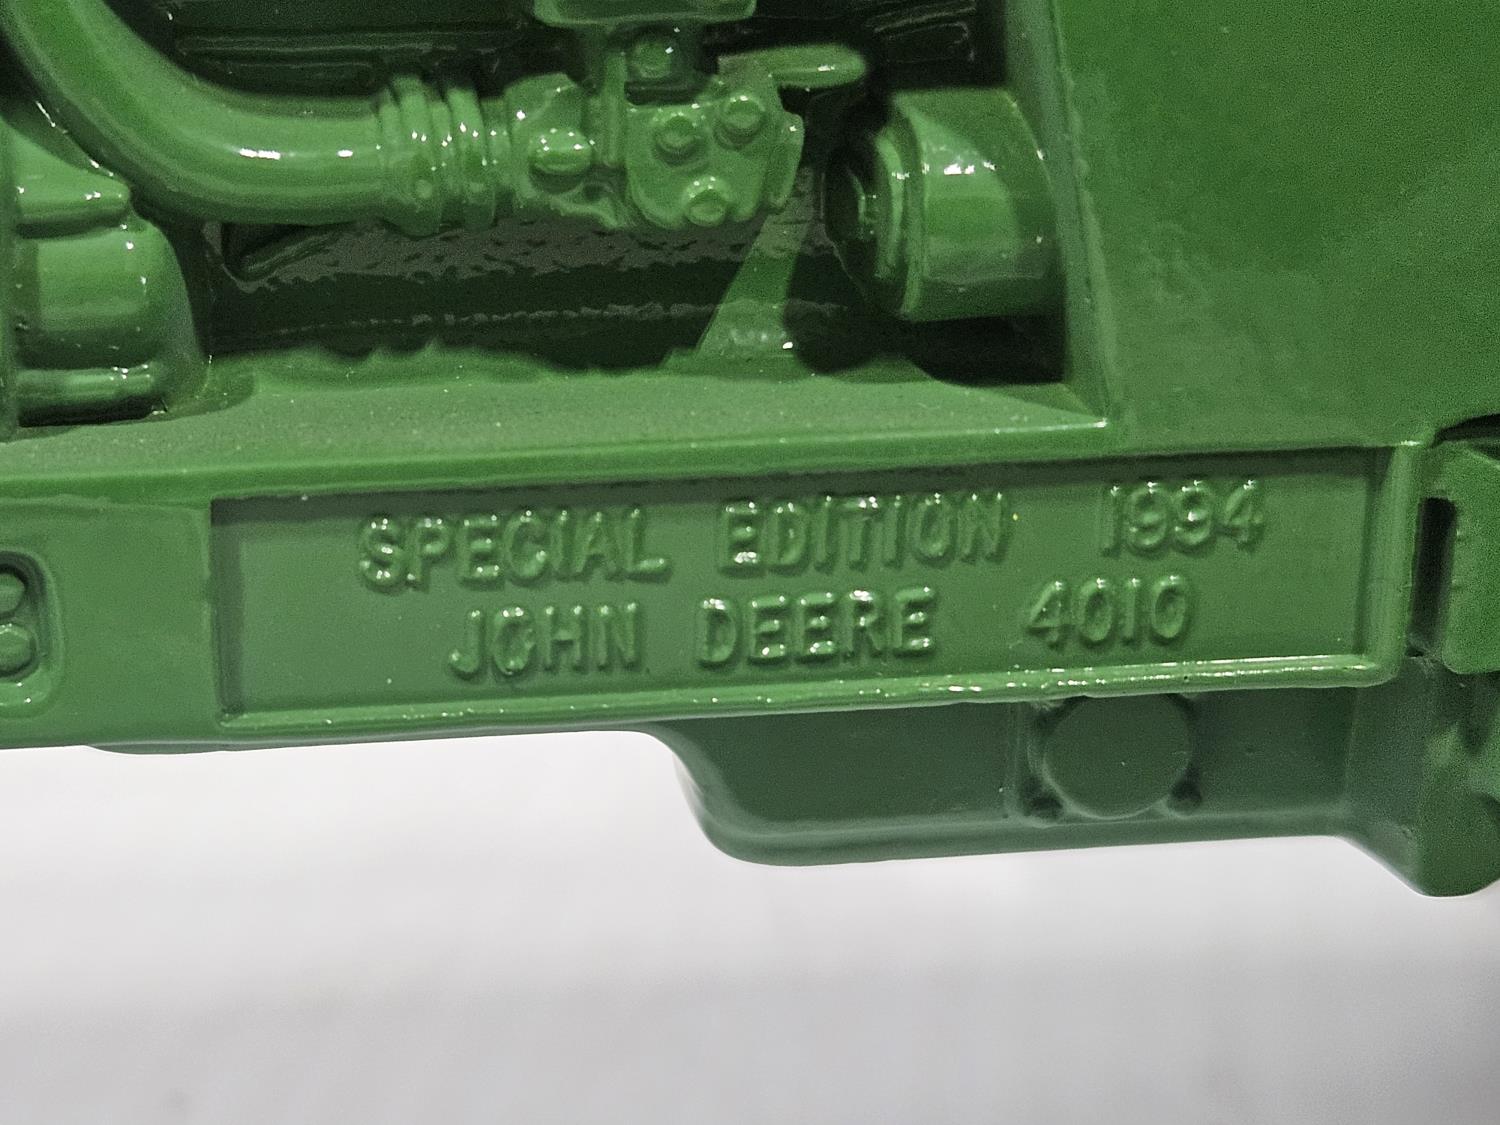 SPECIAL EDITION 1994
JOHN DEERE 4010